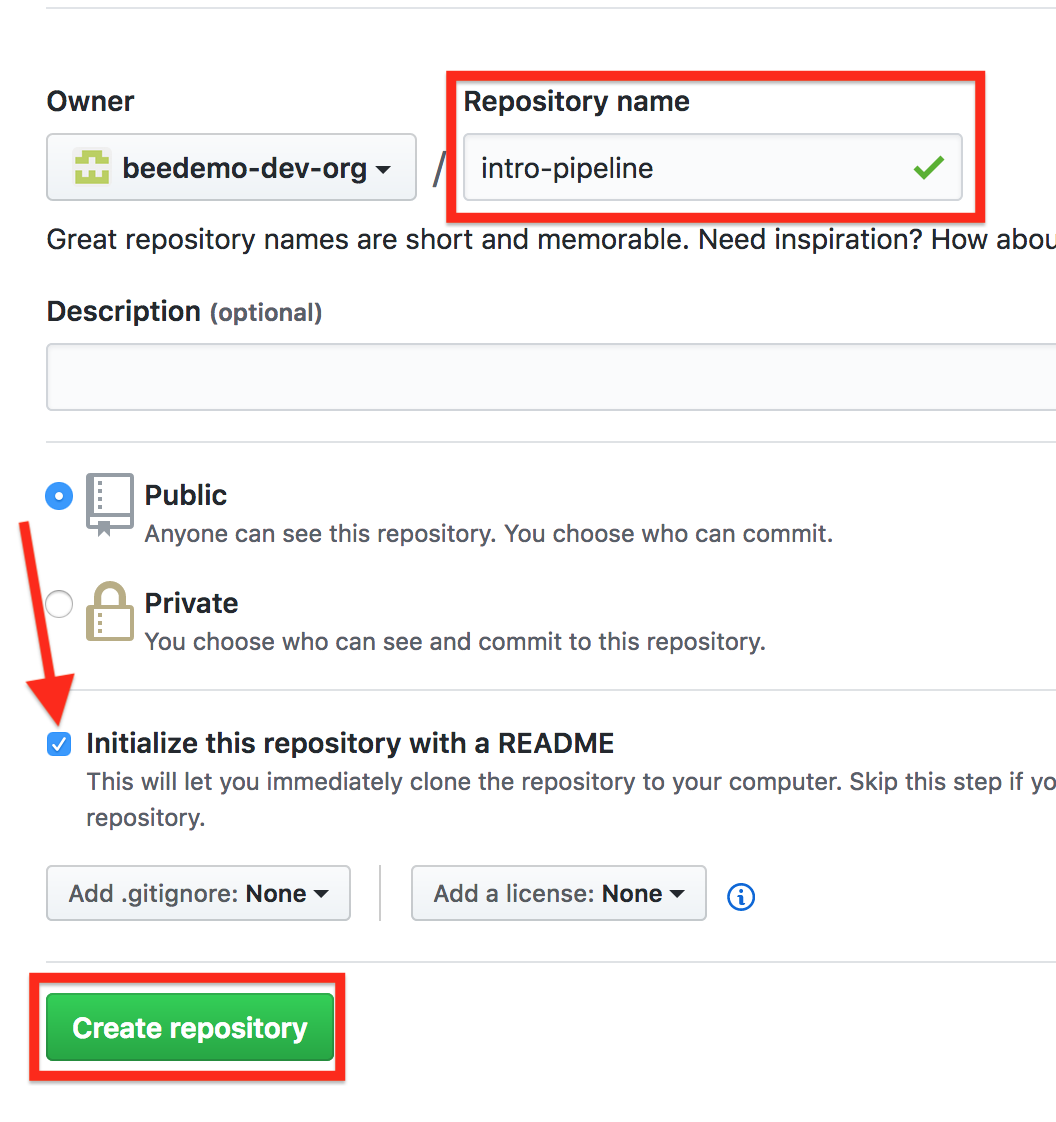 Owner
Repository name
beedemo-dev-org
/
intro-pipeline
Great repository names are short and memorable. Need inspiration? How abou
Description (optional)
Public
Anyone can see this repository. You choose who can commit.
Private
You choose who can see and commit to this repository.
Initialize this repository with a README
This will let you immediately clone the repository to your computer. Skip this step if yo
repository.
Add .gitignore: None
Add a license: None
Create repository